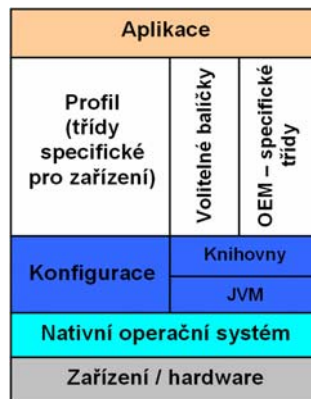 Aplikace
Profil
(třídy
specifické
pro zařízení)
Volitelné balíčky
OEM – specifické
třídy
Konfigurace
Knihovny
JVM
Nativní operační systém
Zařízení / hardware